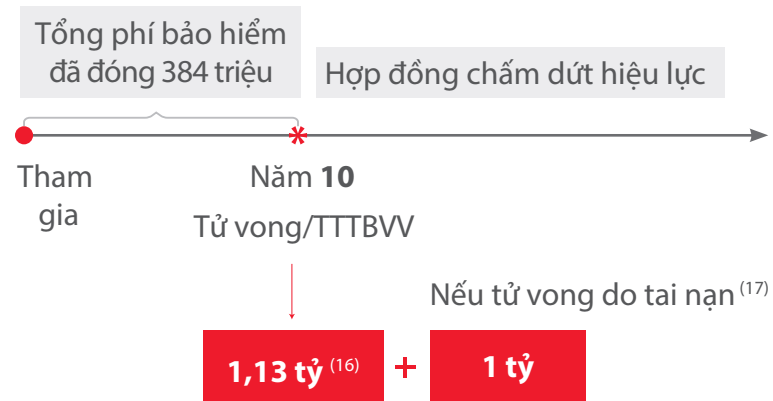 Tổng phí bảo hiểm
đã đóng 384 triệu
Hợp đồng chấm dứt hiệu lực
Tham
gia
Năm 10
Tử vong/TTTBVV
Nếu tử vong do tai nạn (17)
1,13 tỷ (16)
+
1 tỷ